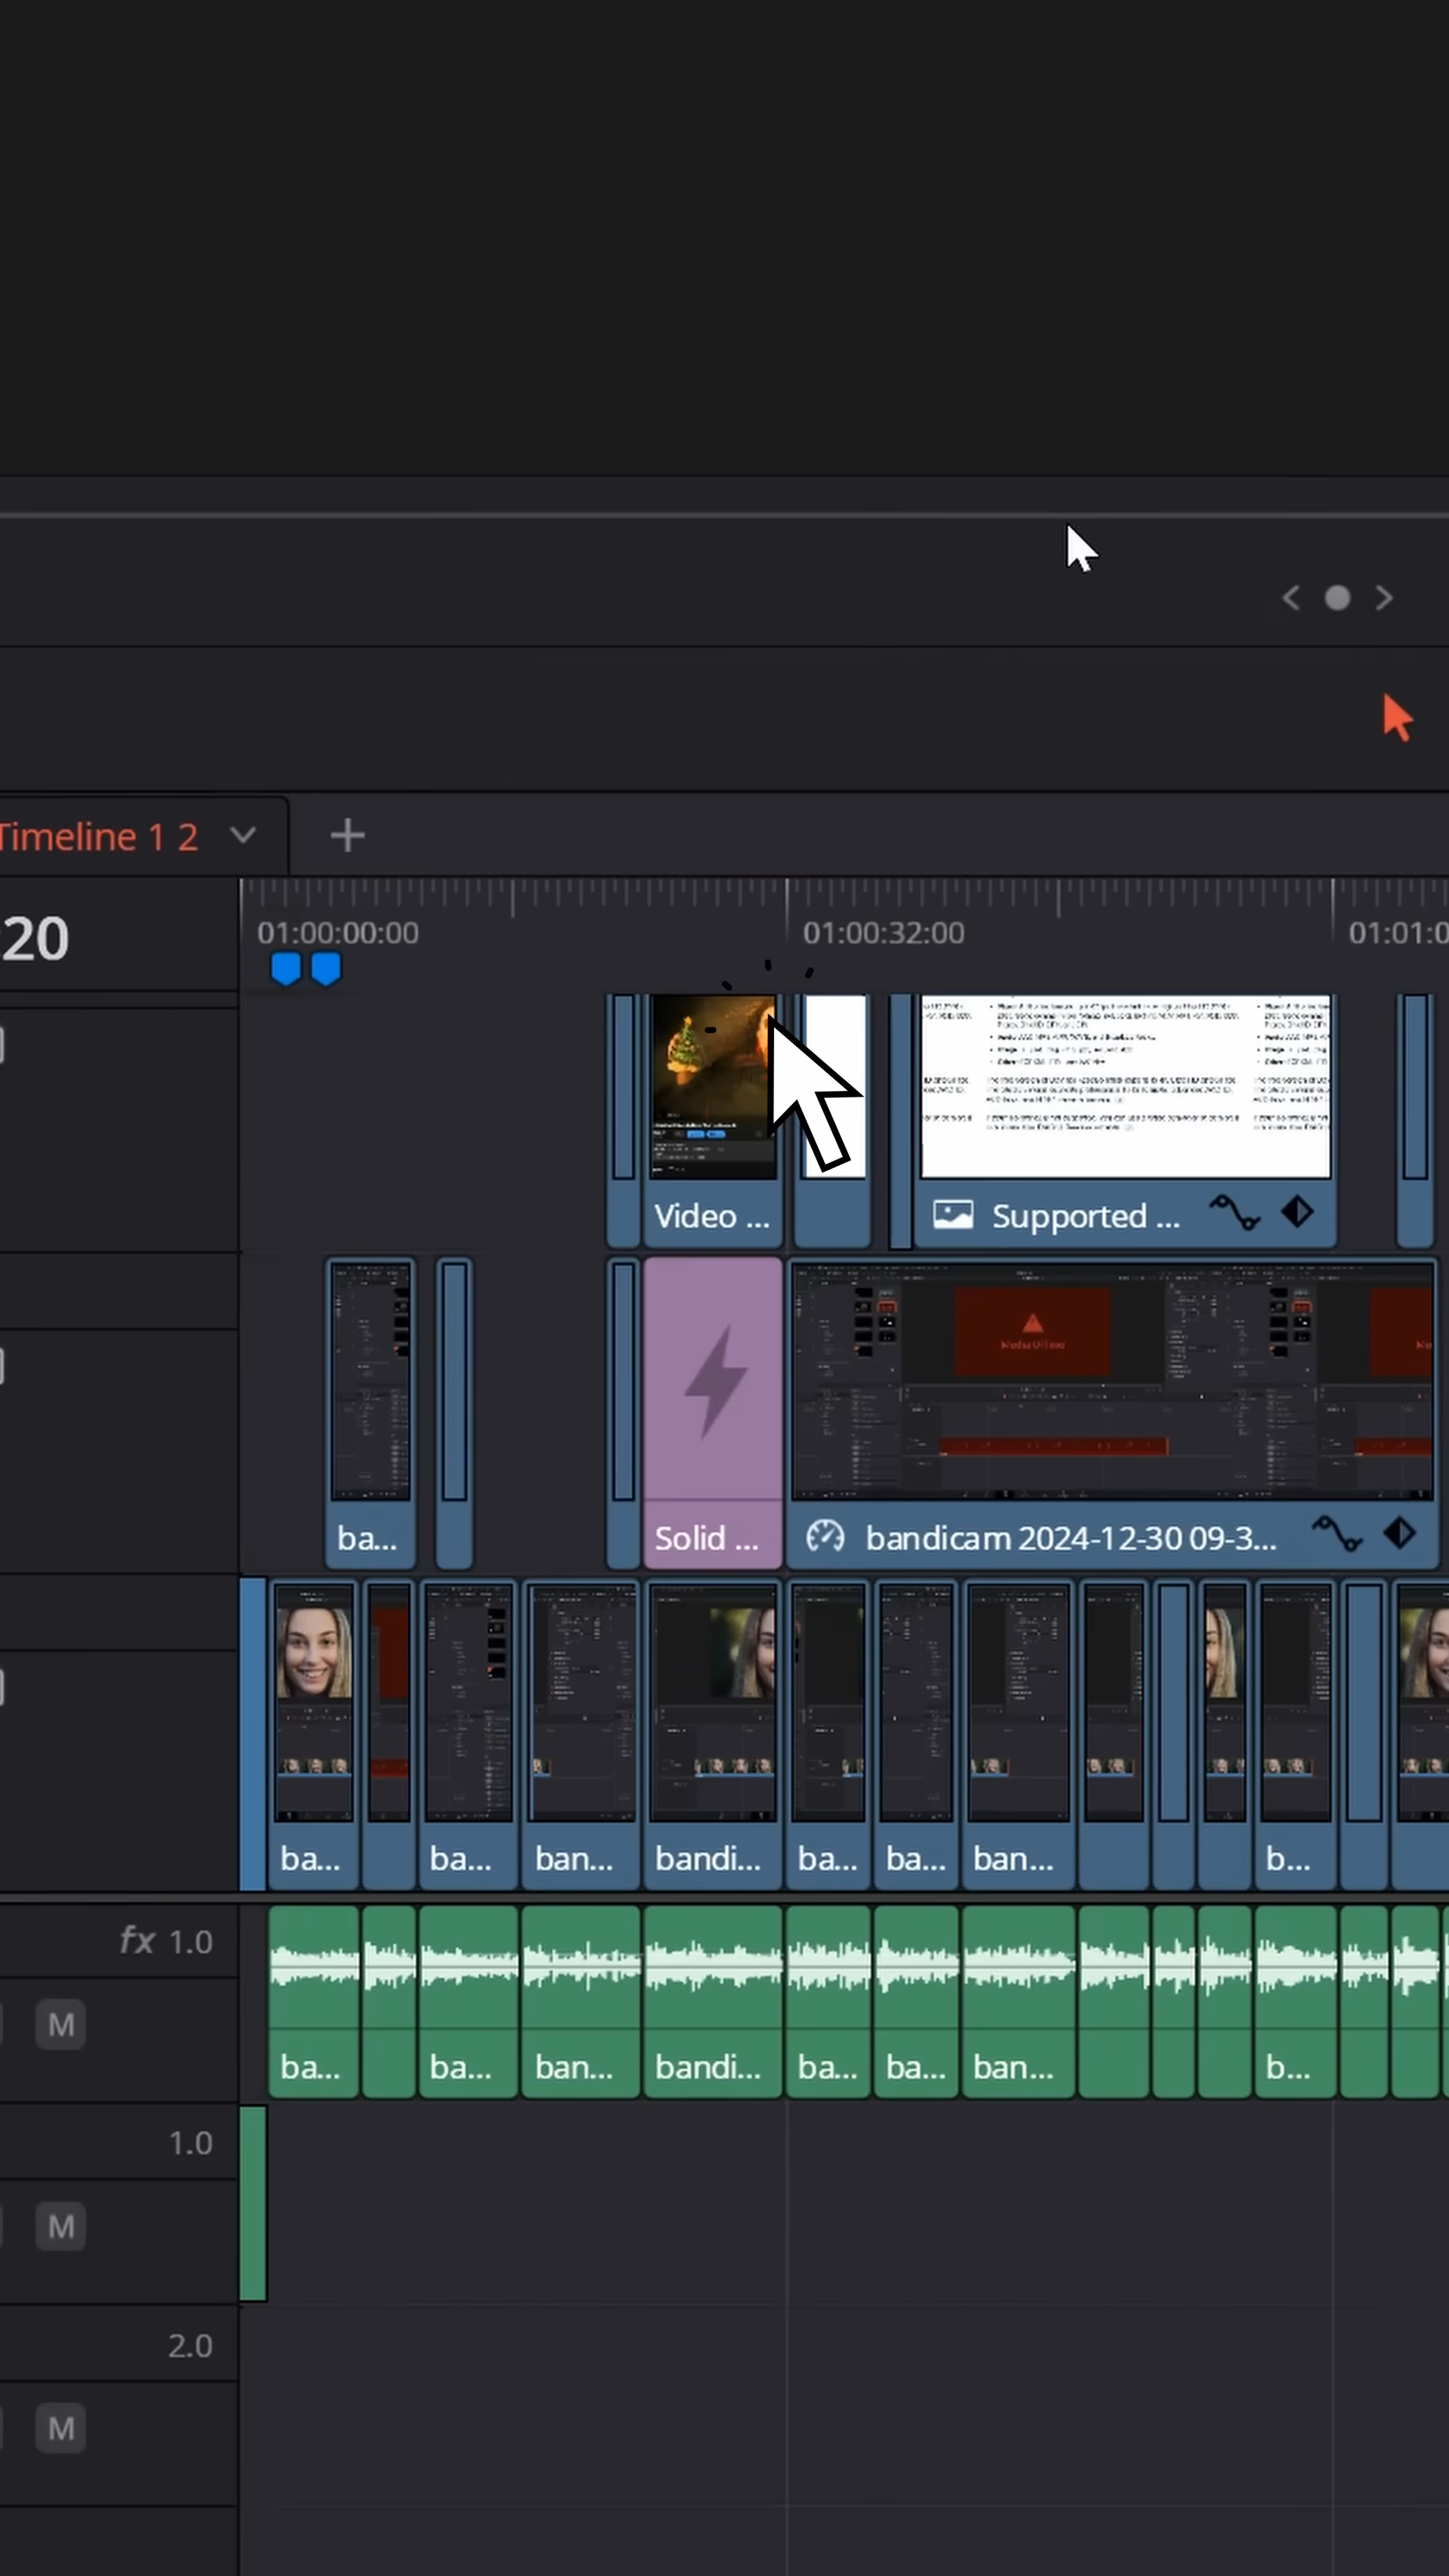 Timeline 1 2
20
01:00:00:00
01:00:32:00
01:01:0
Video ...
Supported ...
Media Offline
ba...
Solid ...
bandicam 2024-12-30 09-3...
ba...
ba...
ban...
bandi...
ba...
ba...
ban...
b...
fx 1.0
M
ba...
ba...
ban...
bandi...
ba...
ba...
ban...
b...
1.0
M
2.0
M